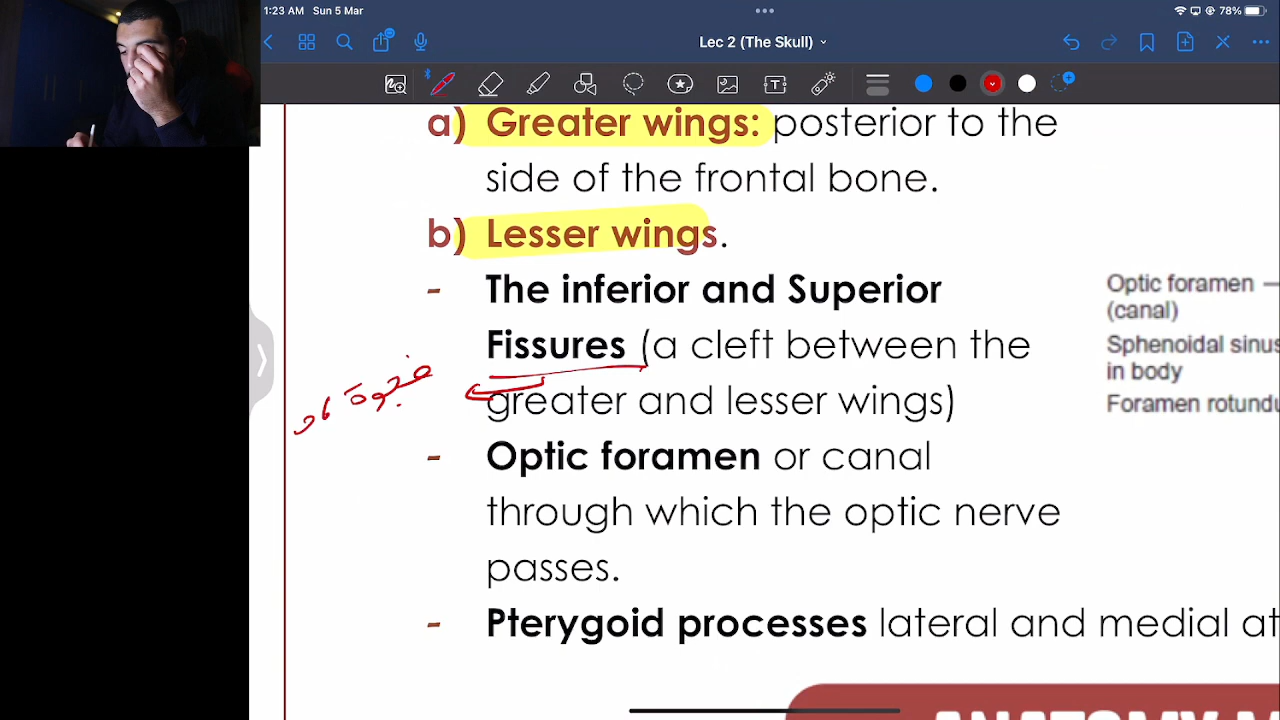 1:23 AM Sun 5 Mar
78%
Lec 2 (The Skull)
a) Greater wings: posterior to the
side of the frontal bone.
b) Lesser wings.
- The inferior and Superior
Fissures (a cleft between the
greater and lesser wings)
فجوة
- Optic foramen or canal
through which the optic nerve
passes.
- Pterygoid processes lateral and medial at
Optic foramen
(canal)
Sphenoidal sinus
in body
Foramen rotundu